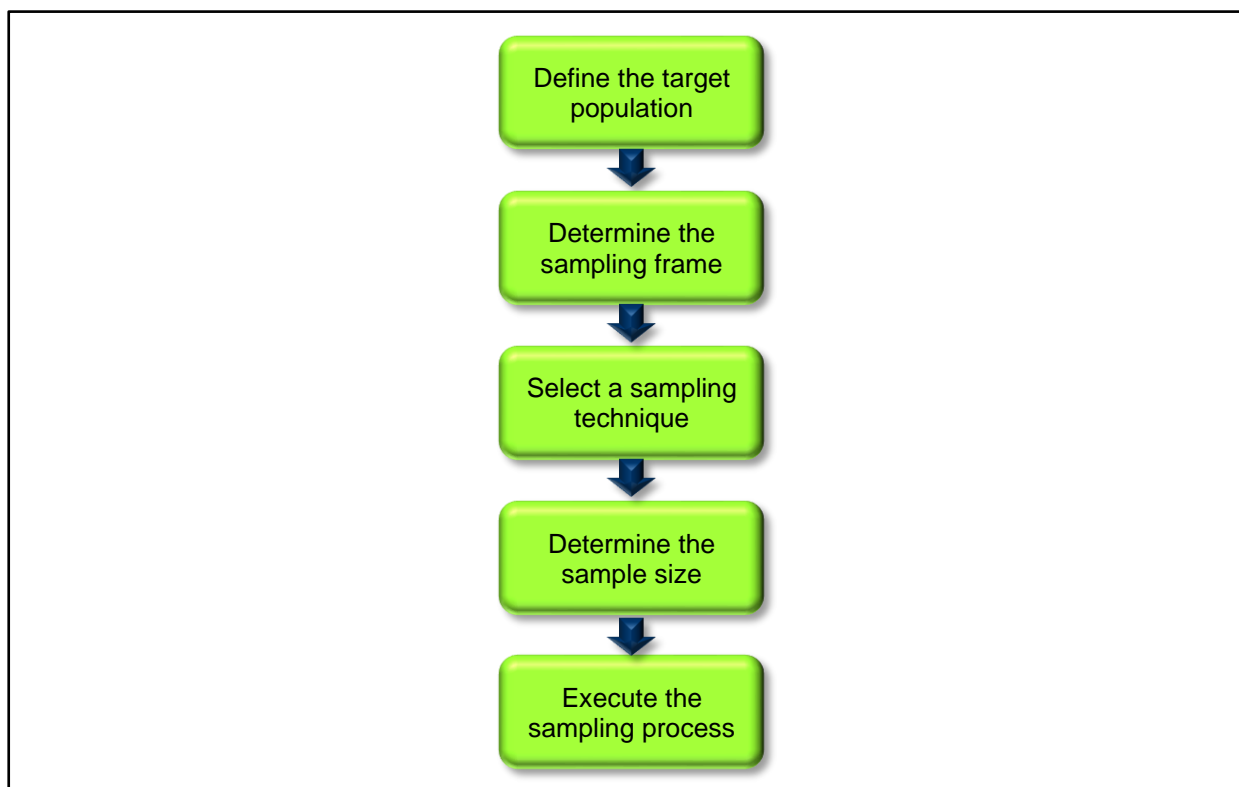 Define the target
population
Determine the
sampling frame
Select a sampling
technique
Determine the
sample size
Execute the
sampling process